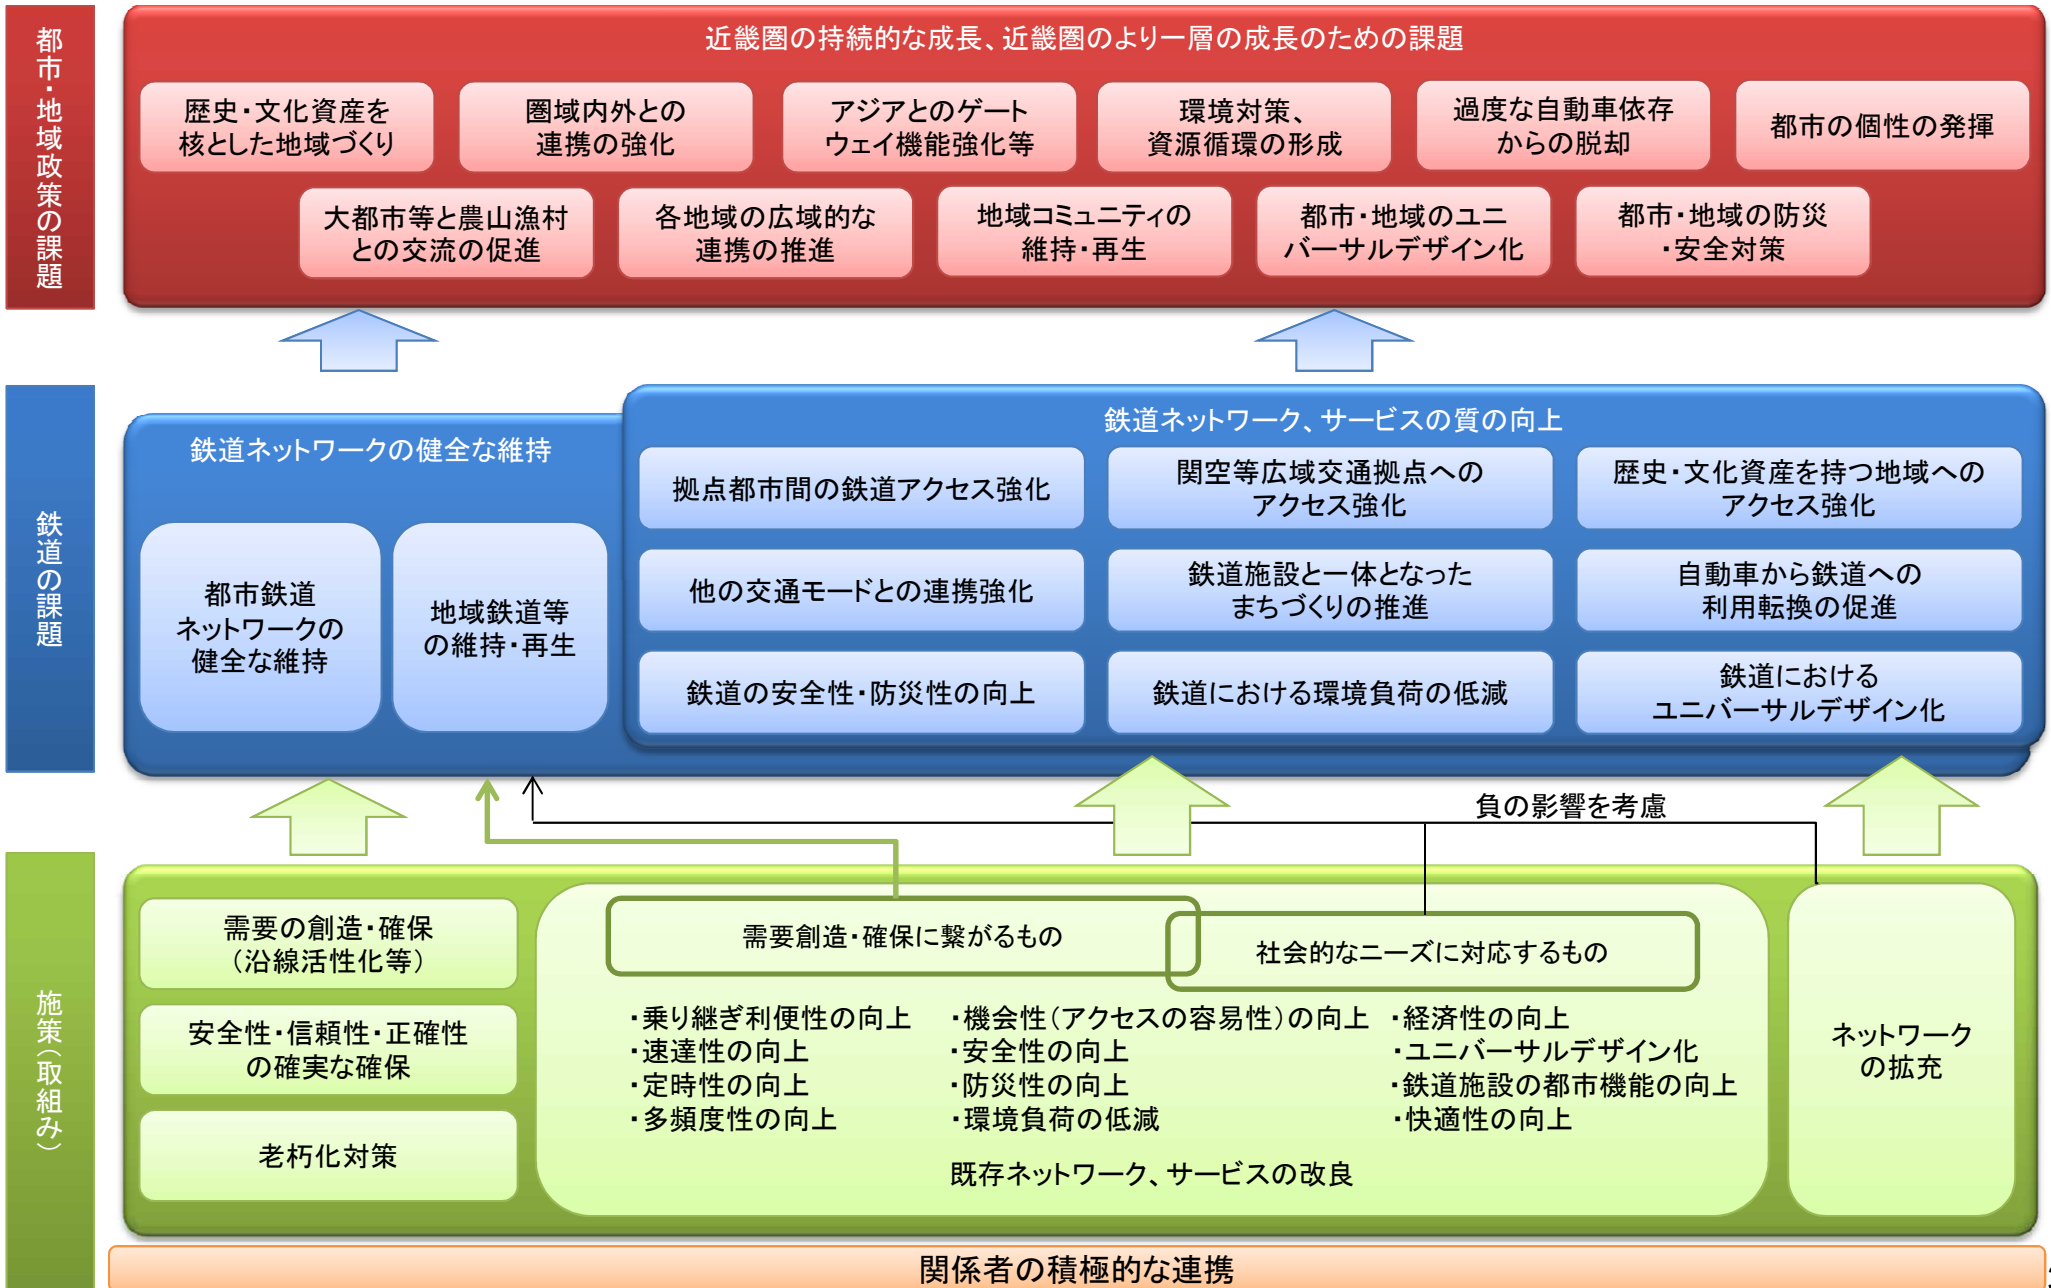 都市・地域政策の課題
近畿圏の持続的な成長、近畿圏のより一層の成長のための課題
歴史・文化資産を
核とした地域づくり
圏域内外との
連携の強化
アジアとのゲート
ウェイ機能強化等
環境対策、
資源循環の形成
過度な自動車依存
からの脱却
都市の個性の発揮
大都市等と農山漁村
との交流の促進
各地域の広域的な
連携の推進
地域コミュニティの
維持・再生
都市・地域のユニ
バーサルデザイン化
都市・地域の防災
・安全対策
鉄道の課題
鉄道ネットワークの健全な維持
都市鉄道
ネットワークの
健全な維持
地域鉄道等
の維持・再生
鉄道ネットワーク、サービスの質の向上
拠点都市間の鉄道アクセス強化
関空等広域交通拠点への
アクセス強化
歴史・文化資産を持つ地域への
アクセス強化
他の交通モードとの連携強化
鉄道施設と一体となった
まちづくりの推進
自動車から鉄道への
利用転換の促進
鉄道の安全性・防災性の向上
鉄道における環境負荷の低減
鉄道における
ユニバーサルデザイン化
負の影響を考慮
施策（取組み）
需要の創造・確保
（沿線活性化等）
安全性・信頼性・正確性
の確実な確保
老朽化対策
需要創造・確保に繋がるもの
社会的なニーズに対応するもの
・乗り継ぎ利便性の向上
・速達性の向上
・定時性の向上
・多頻度性の向上
・機会性（アクセスの容易性）の向上
・安全性の向上
・防災性の向上
・環境負荷の低減
・経済性の向上
・ユニバーサルデザイン化
・鉄道施設の都市機能の向上
・快適性の向上
既存ネットワーク、サービスの改良
ネットワーク
の拡充
関係者の積極的な連携